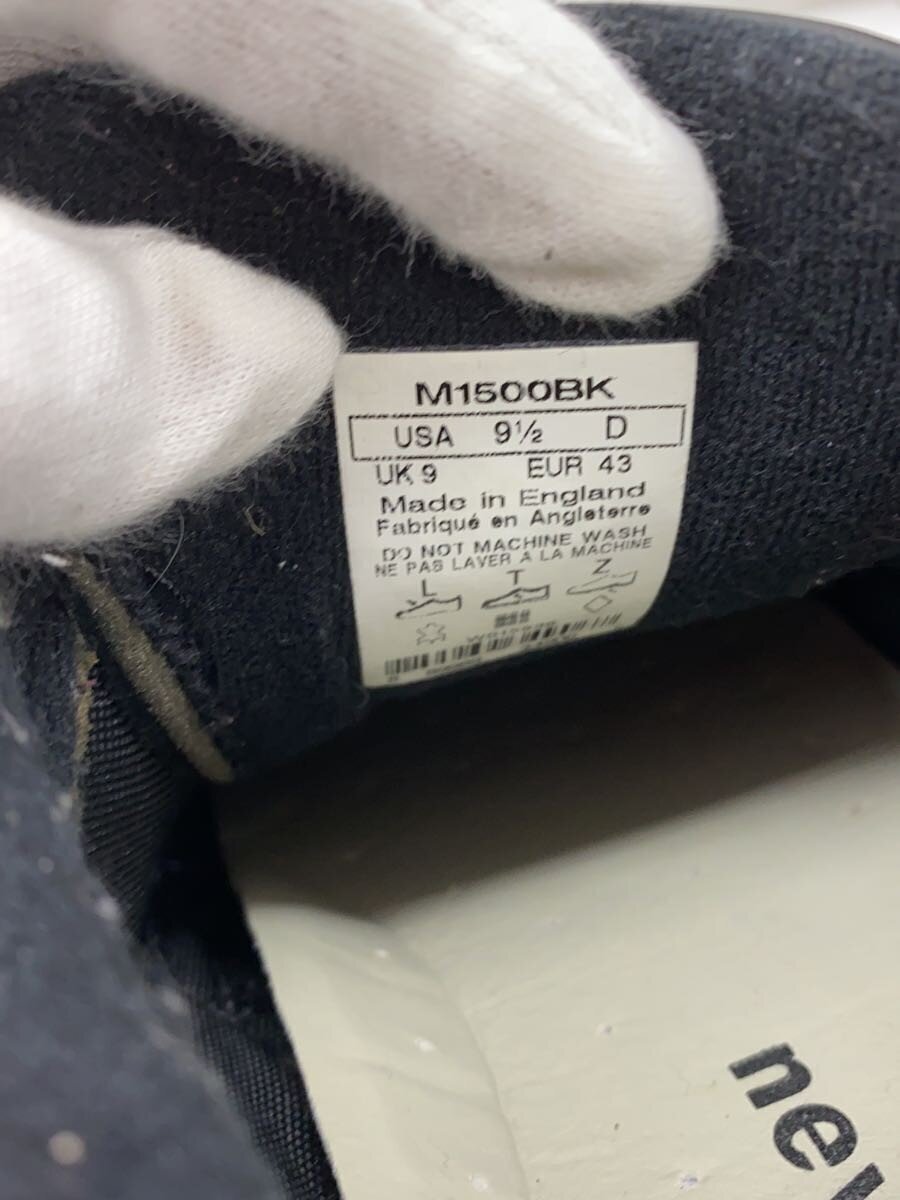 M1500BK
USA 9½ D
UK 9 EUR 43
Made in England
Fabriqué en Angleterre
DO NOT MACHINE WASH
NE PAS LAVER A LA MACHINE
L T Z
new